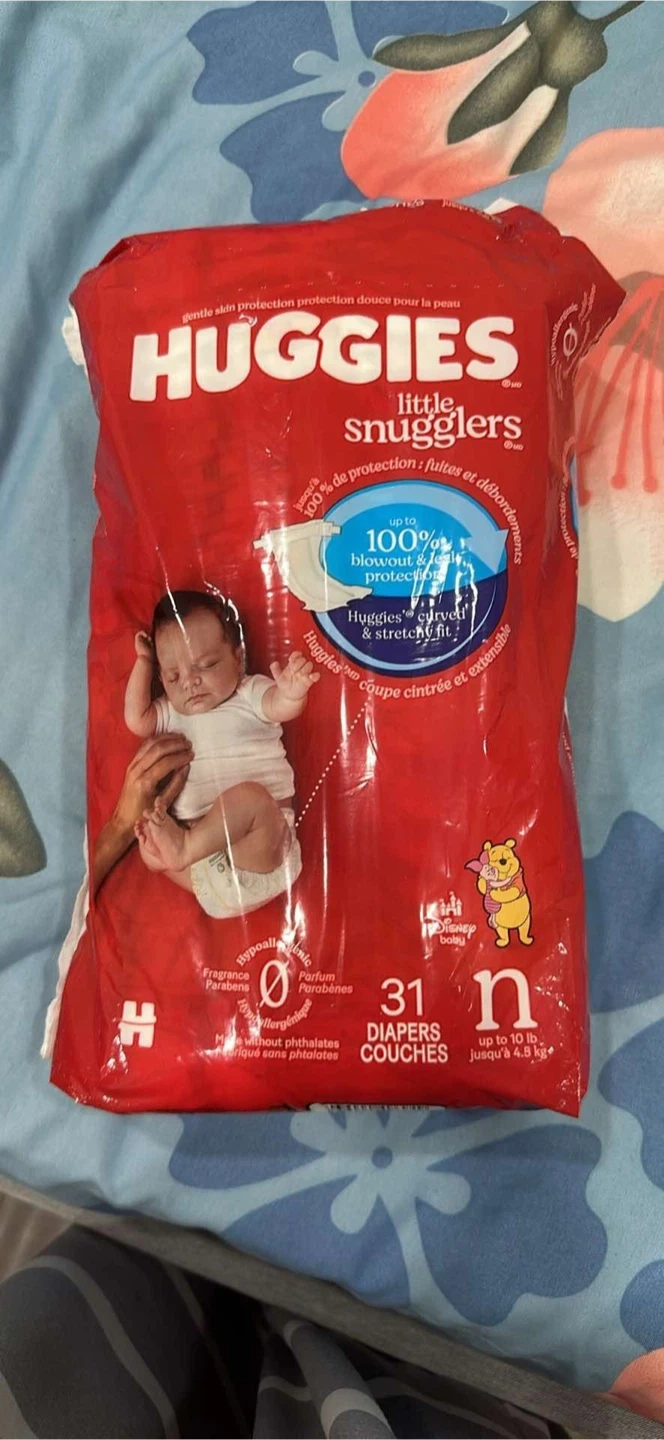 gentle skin protection protection douce pour la peau
HUGGIES
®MD
little
snugglers
®MD
jusqu'à
100 % de protection : fuites et débordements
up to
100%
blowout & leak
protection
Huggies'® curved
& stretchy fit
Huggies'MD coupe cintrée et extensible
Disney
baby
Hypoallergenic
Fragrance
Parabens
0
Parfum
Parabènes
Hypoallergénique
Made without phthalates
Fabriqué sans phtalates
H
31
DIAPERS
COUCHES
n
up to 10 lb
jusqu'à 4.5 kg